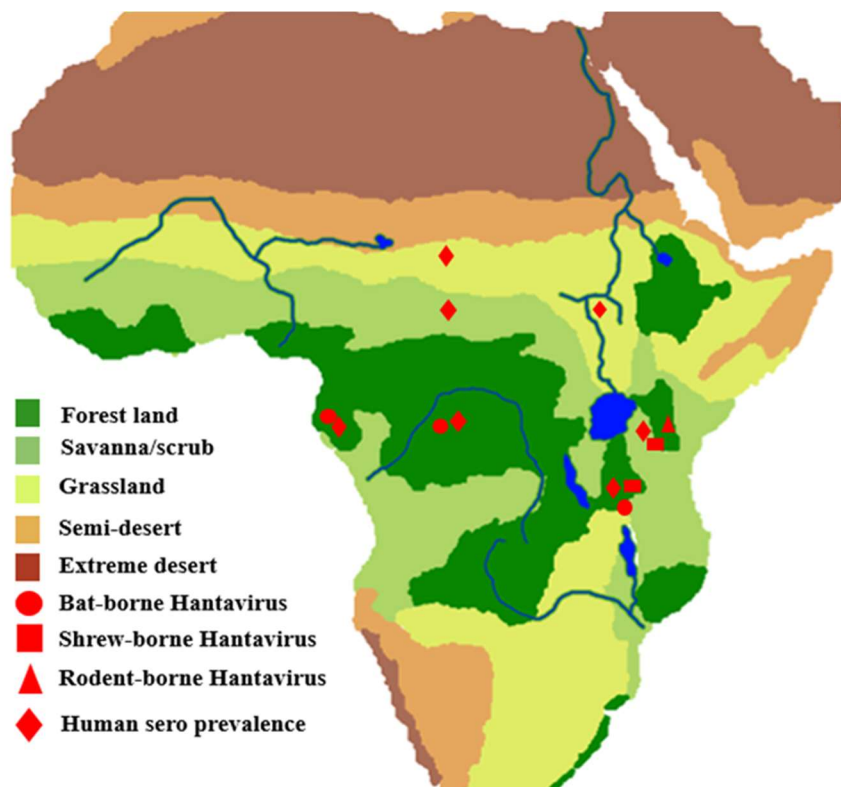 Forest land
Savanna/scrub
Grassland
Semi-desert
Extreme desert
Bat-borne Hantavirus
Shrew-borne Hantavirus
Rodent-borne Hantavirus
Human sero prevalence